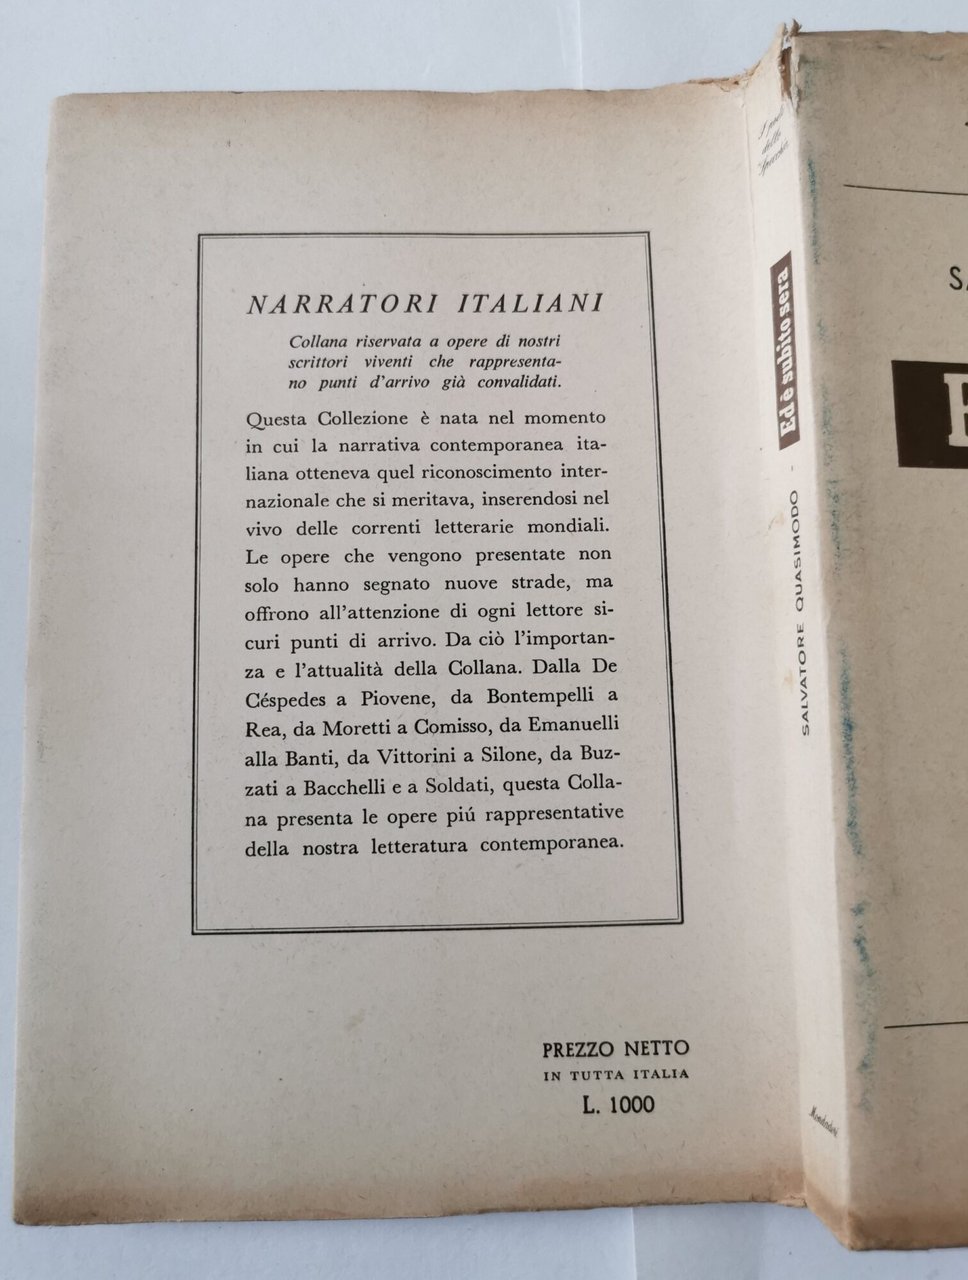 NARRATORI ITALIANI
Collana riservata a opere di nostri
scrittori viventi che rappresenta-
no punti d'arrivo già convalidati.
Questa Collezione è nata nel momento
in cui la narrativa contemporanea ita-
liana otteneva quel riconoscimento inter-
nazionale che si meritava, inserendosi nel
vivo delle correnti letterarie mondiali.
Le opere che vengono presentate non
solo hanno segnato nuove strade, ma
offrono all'attenzione di ogni lettore si-
curi punti di arrivo. Da ciò l'importan-
za e l'attualità della Collana. Dalla De
Céspedes a Piovene, da Bontempelli a
Rea, da Moretti a Comisso, da Emanuelli
alla Banti, da Vittorini a Silone, da Buz-
zati a Bacchelli e a Soldati, questa Colla-
na presenta le opere piú rappresentative
della nostra letteratura contemporanea.
PREZZO NETTO
IN TUTTA ITALIA
L. 1000
I poeti
dello
Specchio
SALVATORE QUASIMODO - Ed è subito sera
Mondadori
SA
E